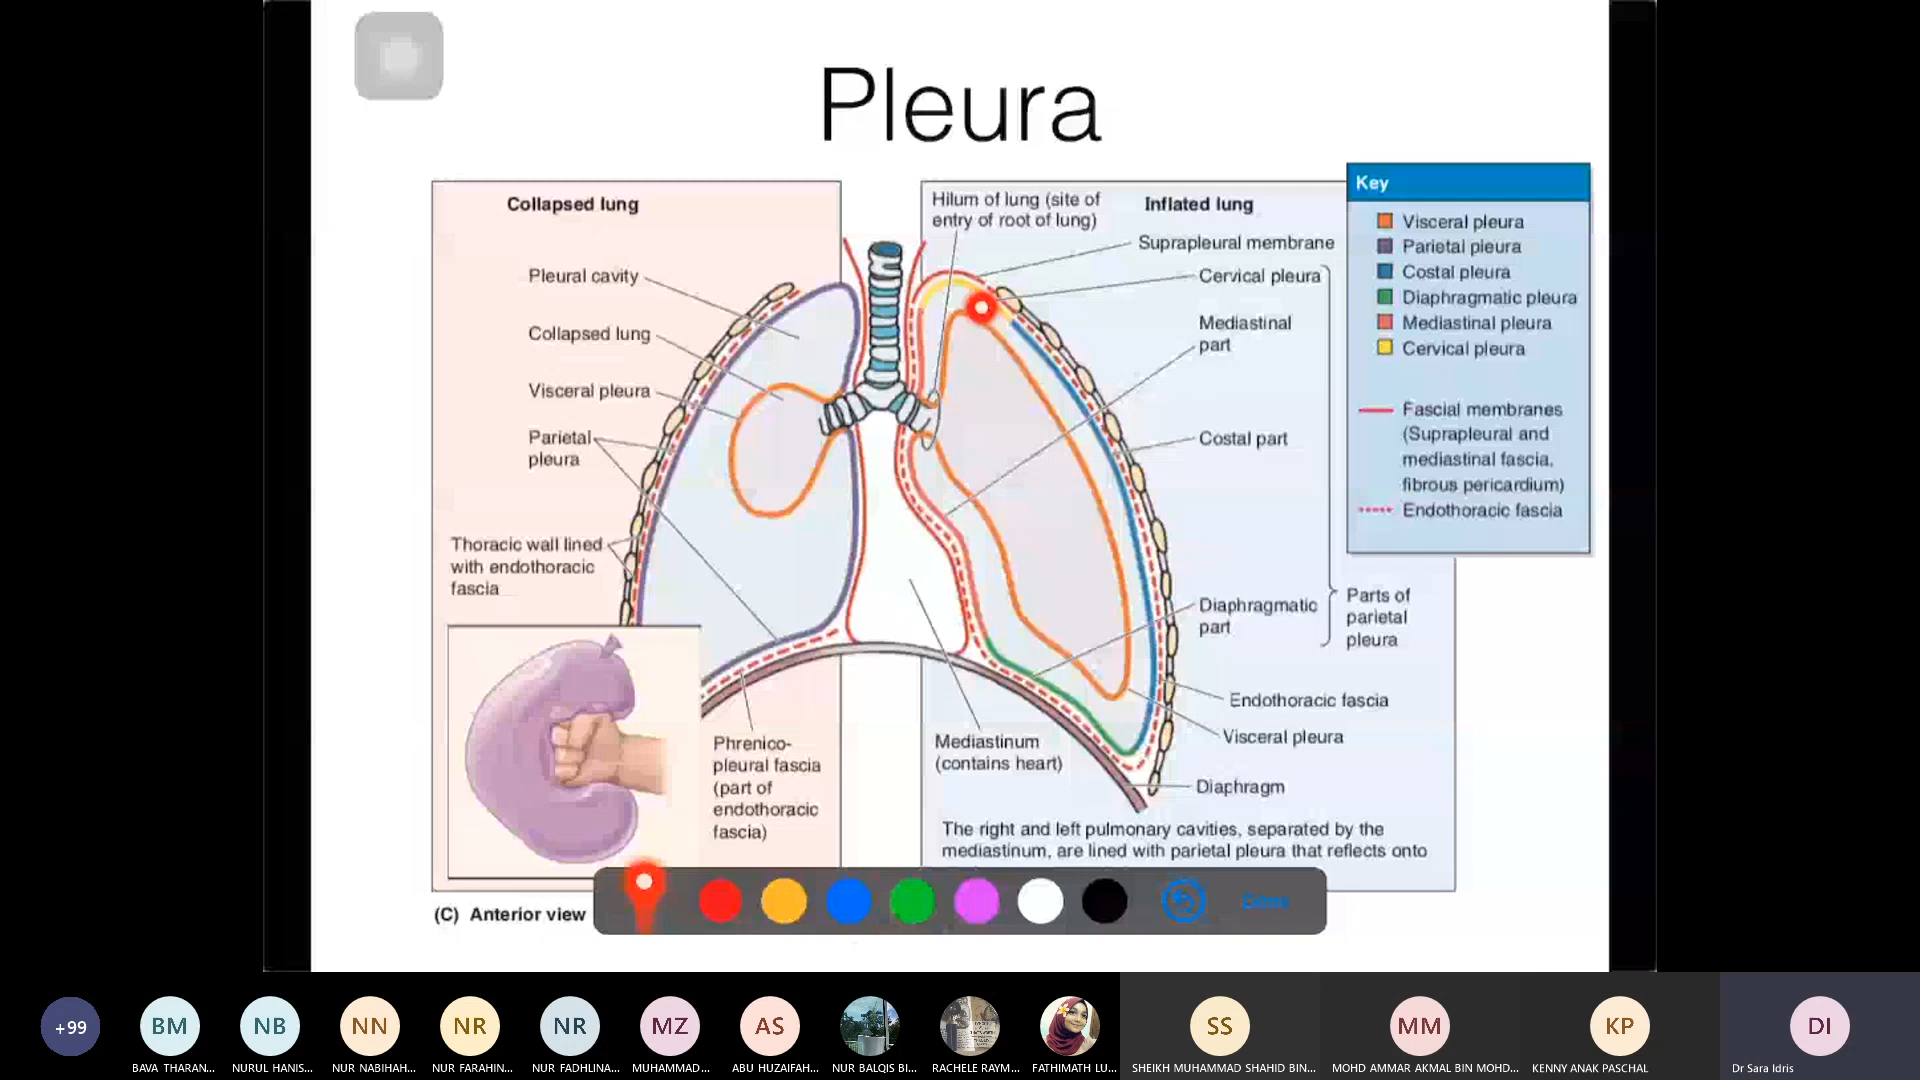 Pleura
Collapsed lung
Pleural cavity
Collapsed lung
Visceral pleura
Parietal
pleura
Thoracic wall lined
with endothoracic
fascia
Phrenico-
pleural fascia
(part of
endothoracic
fascia)
Hilum of lung (site of
entry of root of lung)
Inflated lung
Suprapleural membrane
Cervical pleura
Mediastinal
part
Costal part
Diaphragmatic
part
Parts of
parietal
pleura
Endothoracic fascia
Visceral pleura
Diaphragm
Mediastinum
(contains heart)
The right and left pulmonary cavities, separated by the
mediastinum, are lined with parietal pleura that reflects onto
Key
Visceral pleura
Parietal pleura
Costal pleura
Diaphragmatic pleura
Mediastinal pleura
Cervical pleura
Fascial membranes
(Suprapleural and
mediastinal fascia,
fibrous pericardium)
Endothoracic fascia
(C) Anterior view
Done
+99
BM
NB
NN
NR
NR
MZ
AS
SS
MM
KP
DI
BAVA THARAN...
NURUL HANIS...
NUR NABIHAH...
NUR FARAHIN...
NUR FADHLINA...
MUHAMMAD...
ABU HUZAIFAH...
NUR BALQIS BI...
RACHELE RAYM...
FATHIMATH LU...
SHEIKH MUHAMMAD SHAHID BIN...
MOHD AMMAR AKMAL BIN MOHD...
KENNY ANAK PASCHAL
Dr Sara Idris